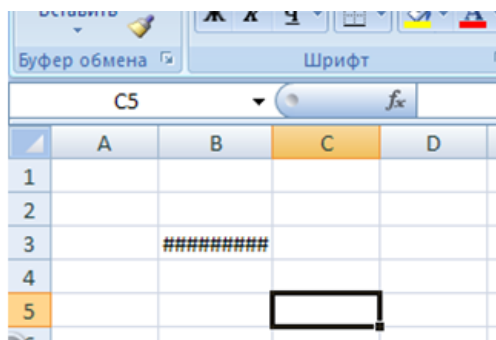 Вставить
Ж К Ч А
Буфер обмена Шрифт
C5 fx
A B C D
1
2
3 #########
4
5